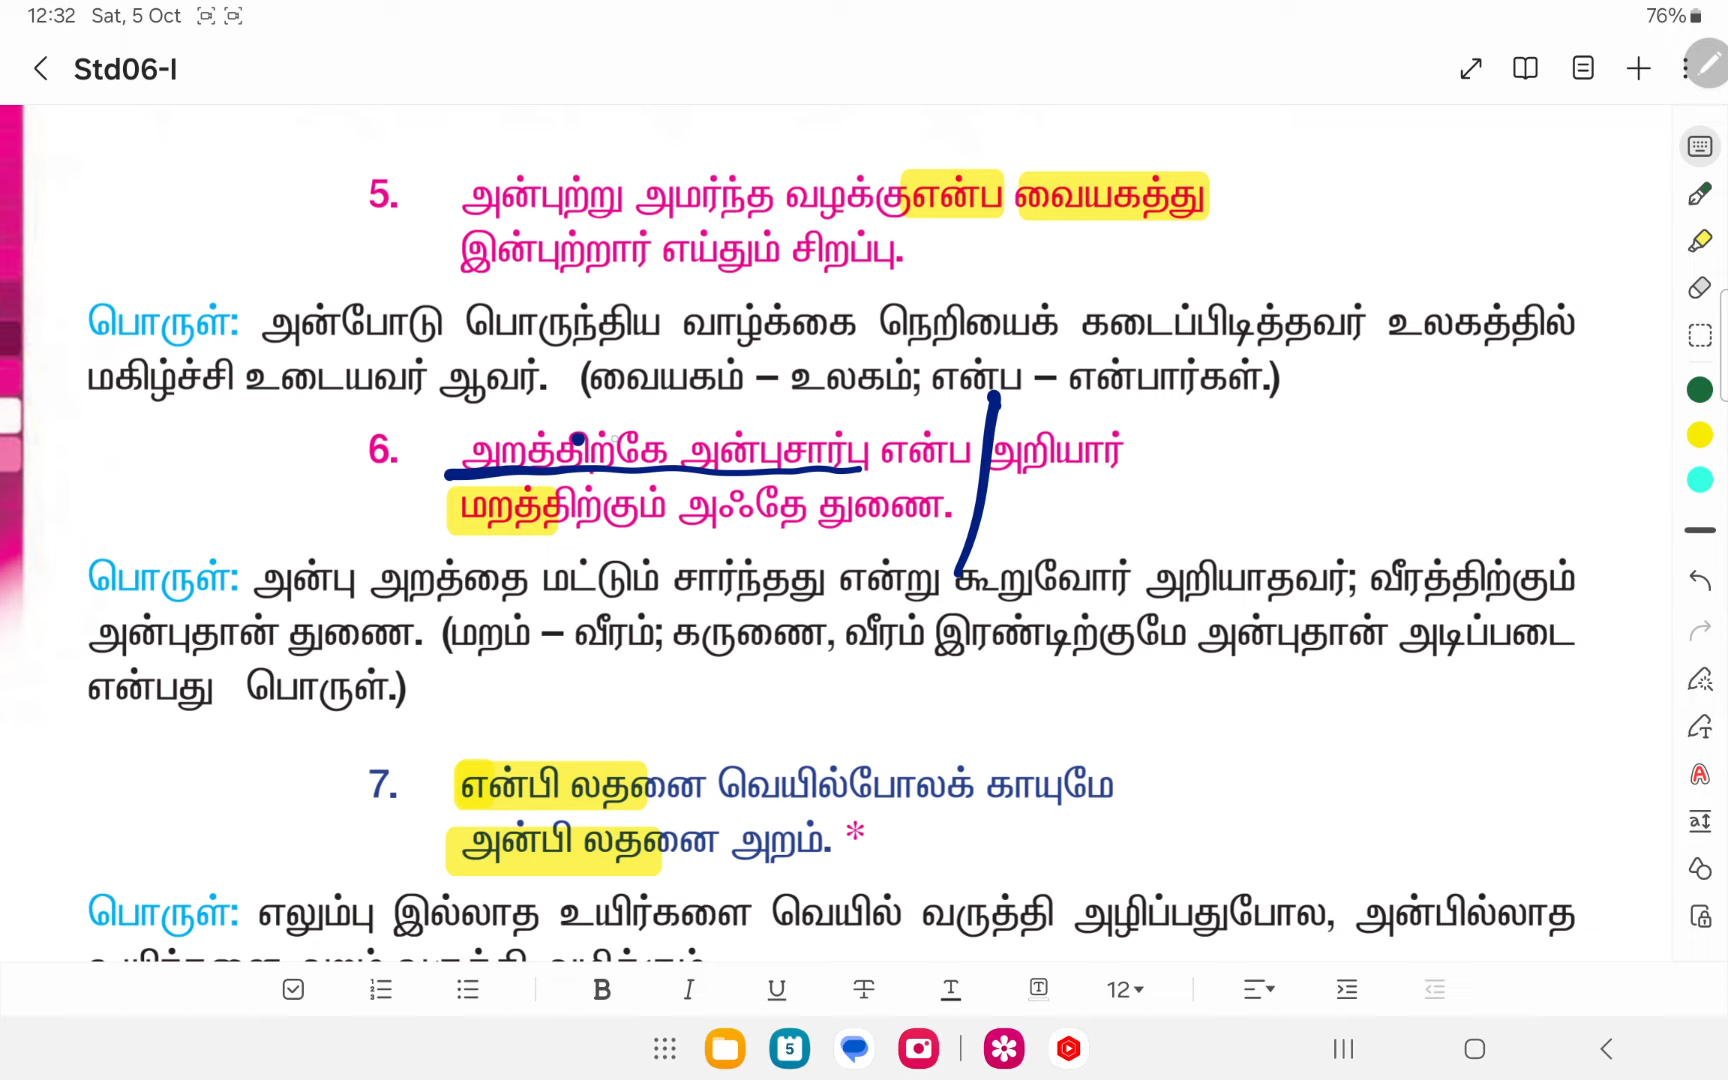 12:32 Sat, 5 Oct 76%
Std06-I
5. அன்புற்று அமர்ந்த வழக்குஎன்ப வையகத்து
இன்புற்றார் எய்தும் சிறப்பு.
பொருள்: அன்போடு பொருந்திய வாழ்க்கை நெறியைக் கடைப்பிடித்தவர் உலகத்தில்
மகிழ்ச்சி உடையவர் ஆவர். (வையகம் – உலகம்; என்ப – என்பார்கள்.)
6. அறத்திற்கே அன்புசார்பு என்ப அறியார்
மறத்திற்கும் அஃதே துணை.
பொருள்: அன்பு அறத்தை மட்டும் சார்ந்தது என்று கூறுவோர் அறியாதவர்; வீரத்திற்கும்
அன்புதான் துணை. (மறம் – வீரம்; கருணை, வீரம் இரண்டிற்குமே அன்புதான் அடிப்படை
என்பது பொருள்.)
7. என்பி லதனை வெயில்போலக் காயுமே
அன்பி லதனை அறம். *
பொருள்: எலும்பு இல்லாத உயிர்களை வெயில் வருத்தி அழிப்பதுபோல, அன்பில்லாத
B I U T T T 12
5